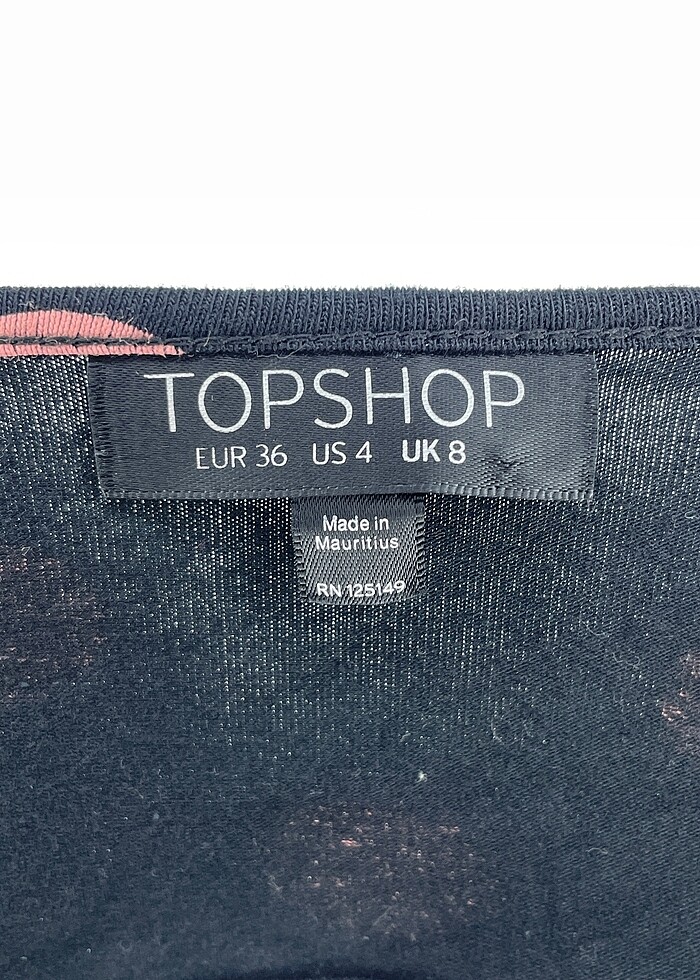 TOPSHOP
EUR 36 US 4 UK 8
Made in
Mauritius
RN 125149